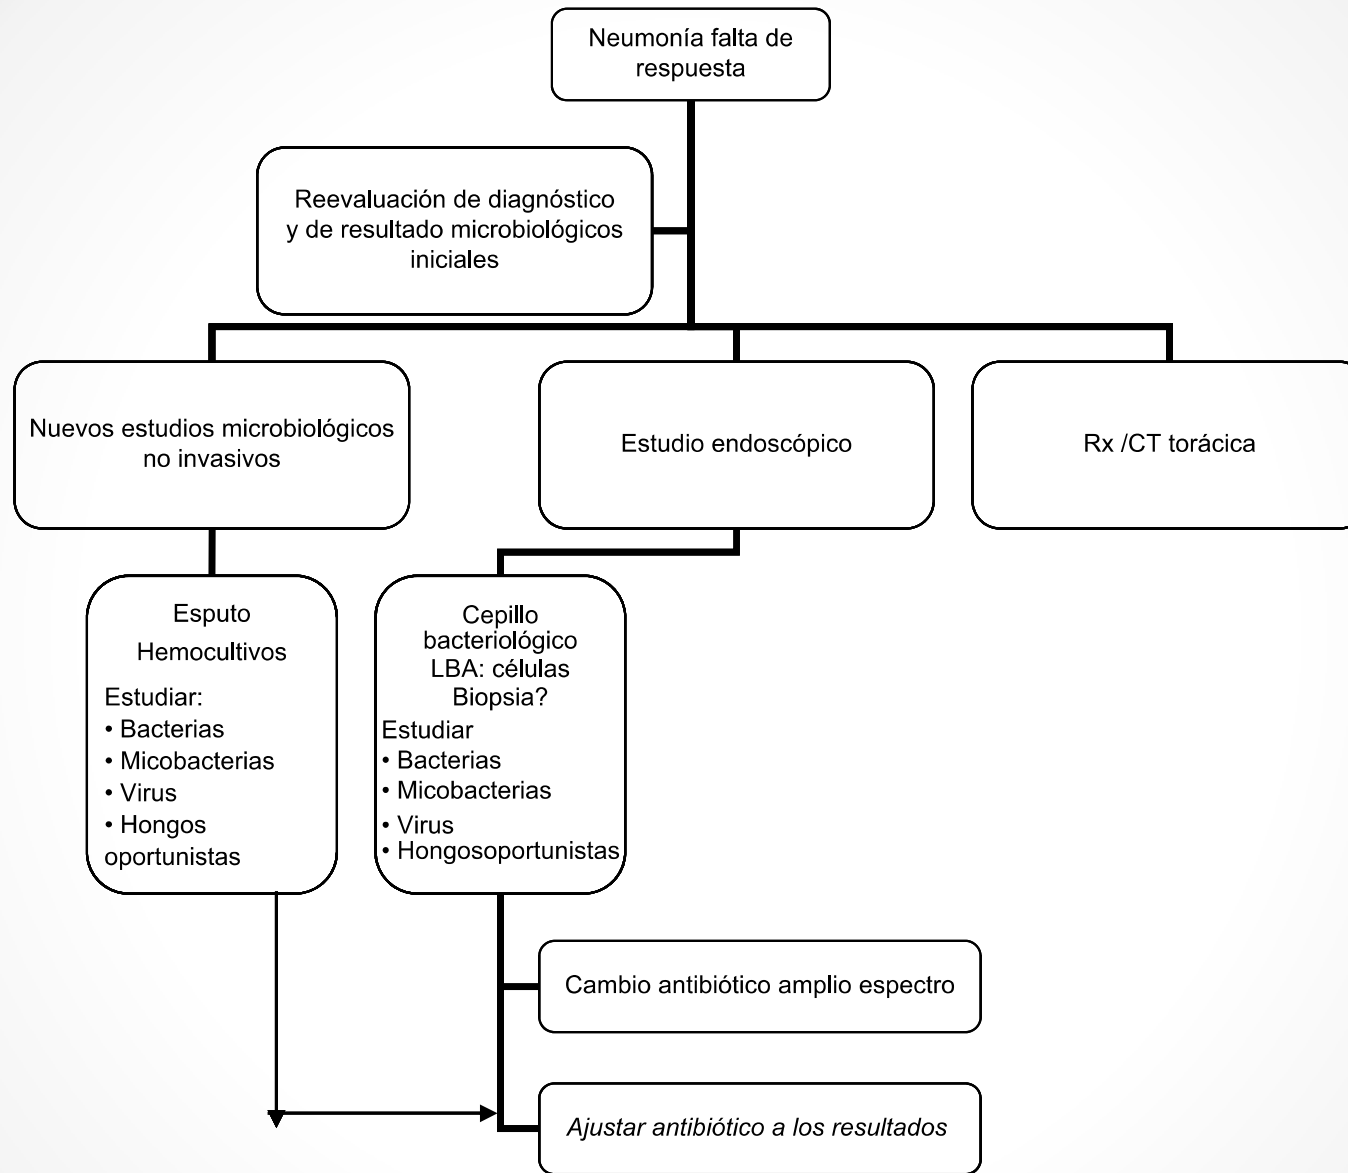 Neumonía falta de
respuesta
Reevaluación de diagnóstico
y de resultado microbiológicos
iniciales
Nuevos estudios microbiológicos
no invasivos
Estudio endoscópico
Rx /CT torácica
Esputo
Hemocultivos
Estudiar:
• Bacterias
• Micobacterias
• Virus
• Hongos
oportunistas
Cepillo
bacteriológico
LBA: células
Biopsia?
Estudiar
• Bacterias
• Micobacterias
• Virus
• Hongosoportunistas
Cambio antibiótico amplio espectro
Ajustar antibiótico a los resultados